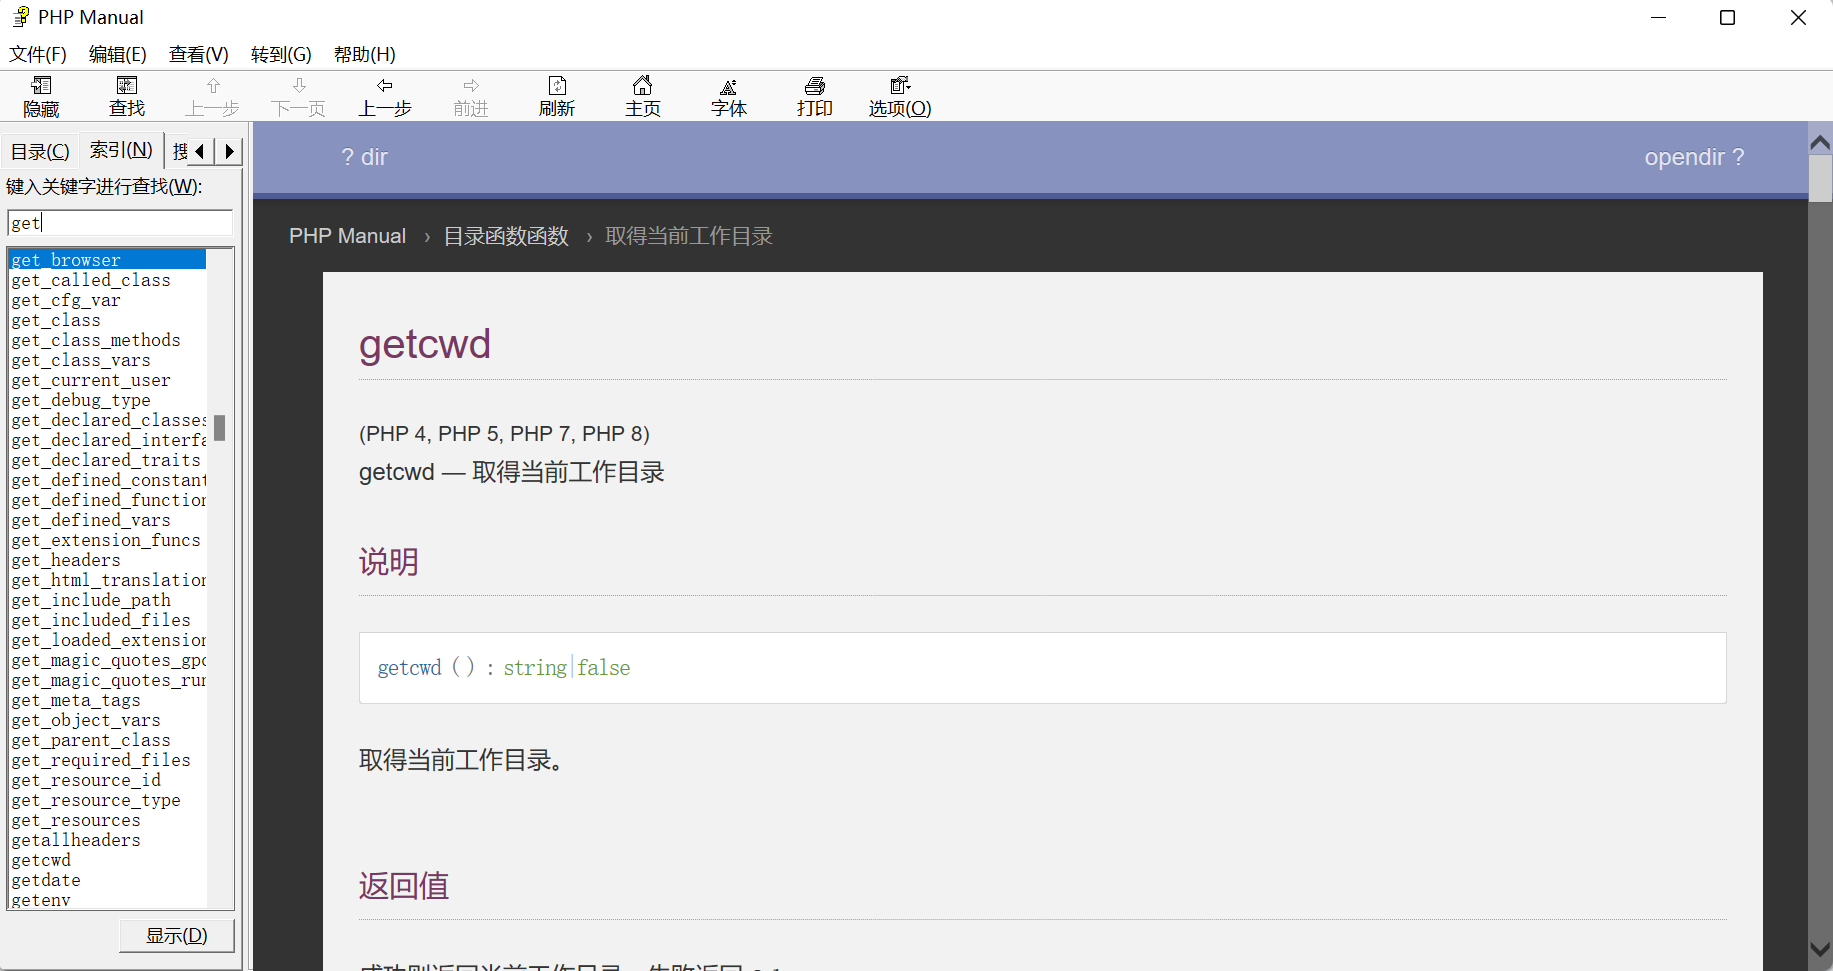 PHP Manual
文件(F) 编辑(E) 查看(V) 转到(G) 帮助(H)
隐藏 查找 上一步 下一页 上一步 前进 刷新 主页 字体 打印 选项(O)
目录(C) 索引(N) 搜
键入关键字进行查找(W):
get
get_browser
get_called_class
get_cfg_var
get_class
get_class_methods
get_class_vars
get_current_user
get_debug_type
get_declared_classes
get_declared_interfa
get_declared_traits
get_defined_constant
get_defined_function
get_defined_vars
get_extension_funcs
get_headers
get_html_translation
get_include_path
get_included_files
get_loaded_extension
get_magic_quotes_gpc
get_magic_quotes_run
get_meta_tags
get_object_vars
get_parent_class
get_required_files
get_resource_id
get_resource_type
get_resources
getallheaders
getcwd
getdate
getenv
显示(D)
? dir opendir ?
PHP Manual › 目录函数函数 › 取得当前工作目录
getcwd
(PHP 4, PHP 5, PHP 7, PHP 8)
getcwd — 取得当前工作目录
说明
getcwd ( ) : string|false
取得当前工作目录。
返回值